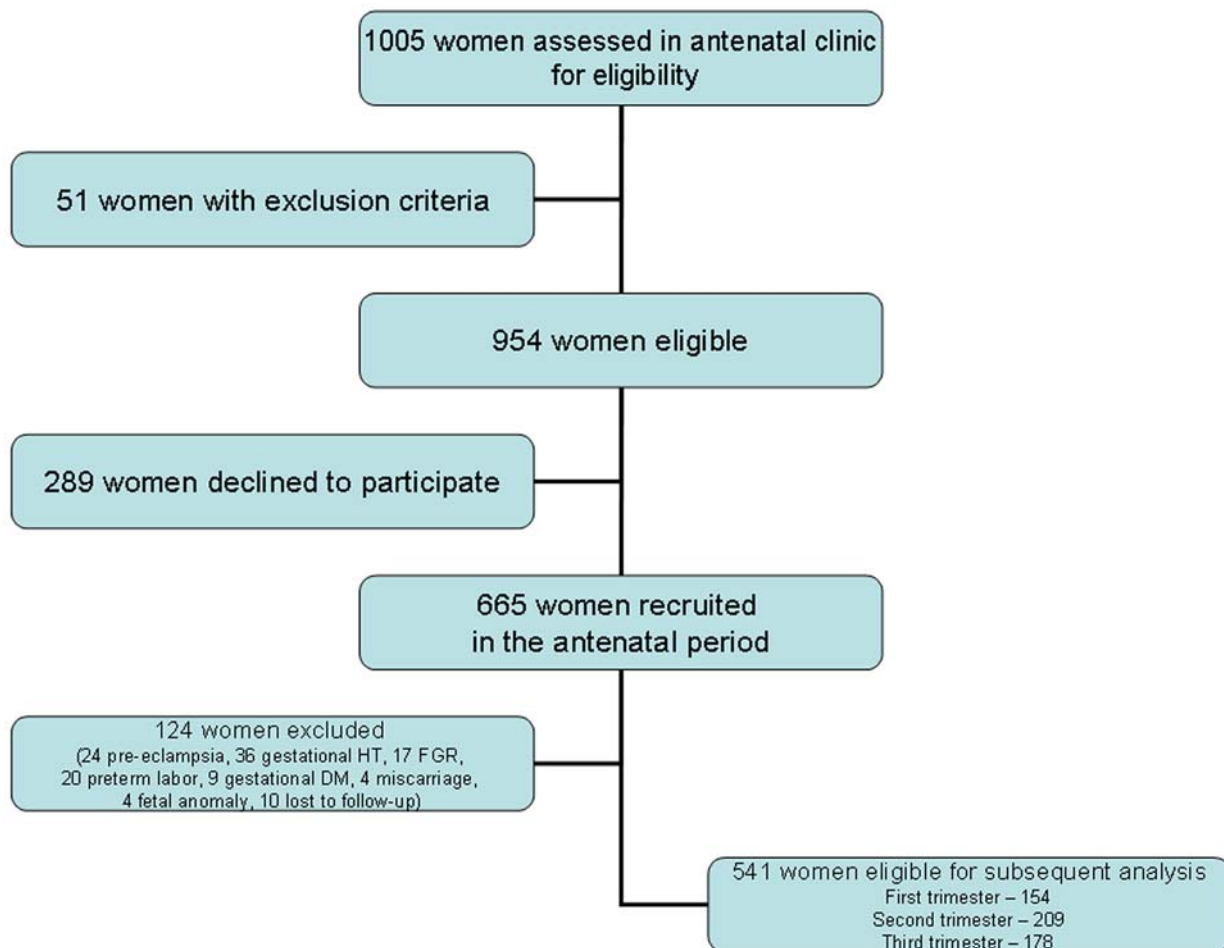 1005 women assessed in antenatal clinic
for eligibility
51 women with exclusion criteria
954 women eligible
289 women declined to participate
665 women recruited
in the antenatal period
124 women excluded
(24 pre-eclampsia, 36 gestational HT, 17 FGR,
20 preterm labor, 9 gestational DM, 4 miscarriage,
4 fetal anomaly, 10 lost to follow-up)
541 women eligible for subsequent analysis
First trimester – 154
Second trimester – 209
Third trimester – 178